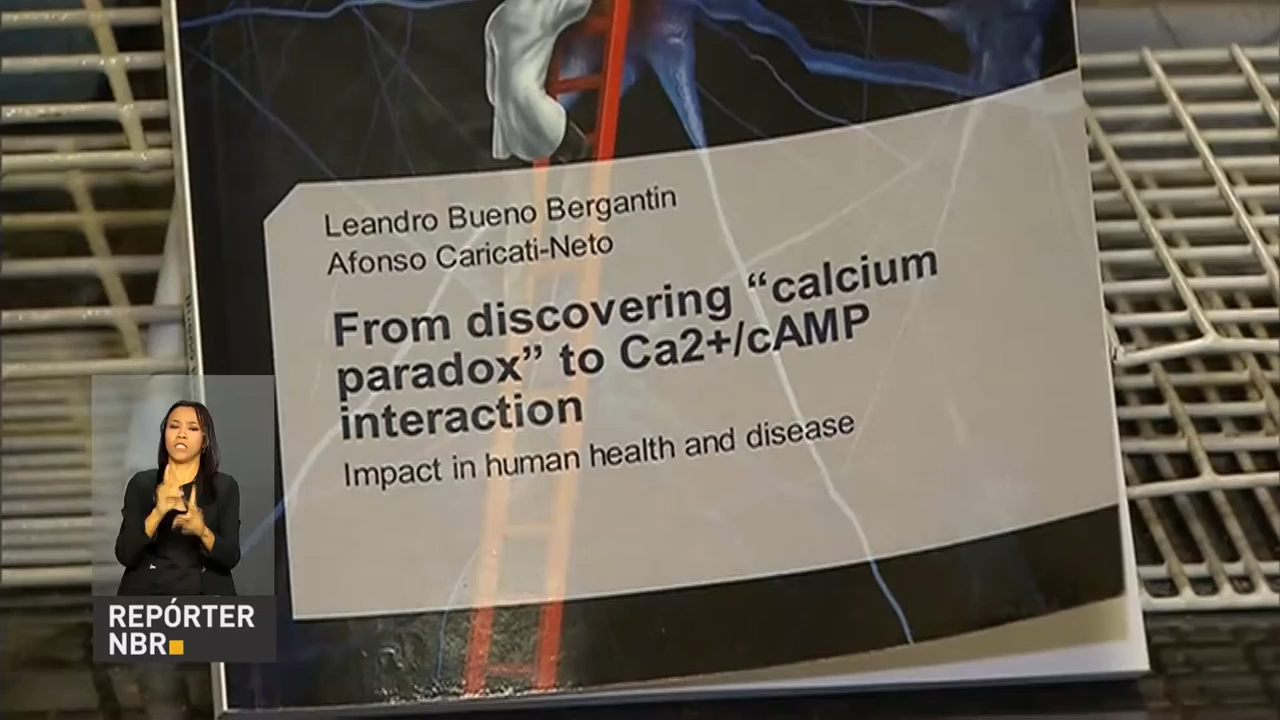 Leandro Bueno Bergantin
Afonso Caricati-Neto
From discovering “calcium
paradox” to Ca2+/cAMP
interaction
Impact in human health and disease
REPÓRTER
NBR